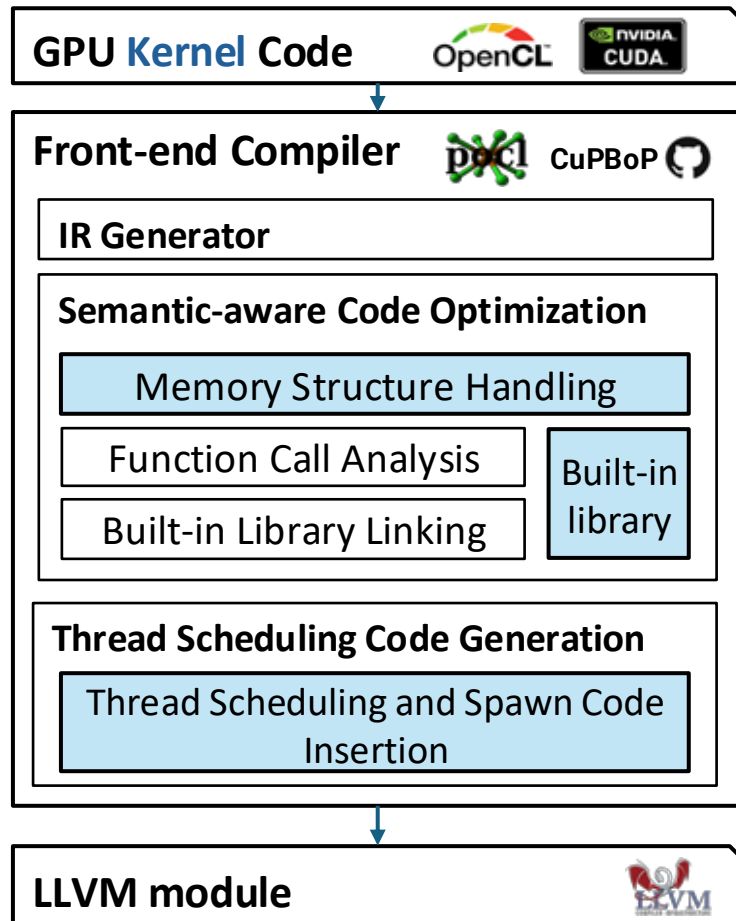 GPU Kernel Code
OpenCL
NVIDIA.
CUDA.
Front-end Compiler
pocl
CuPBoP
IR Generator
Semantic-aware Code Optimization
Memory Structure Handling
Function Call Analysis
Built-in Library Linking
Built-in
library
Thread Scheduling Code Generation
Thread Scheduling and Spawn Code
Insertion
LLVM module
LLVM
COMPILER INFRASTRUCTURE